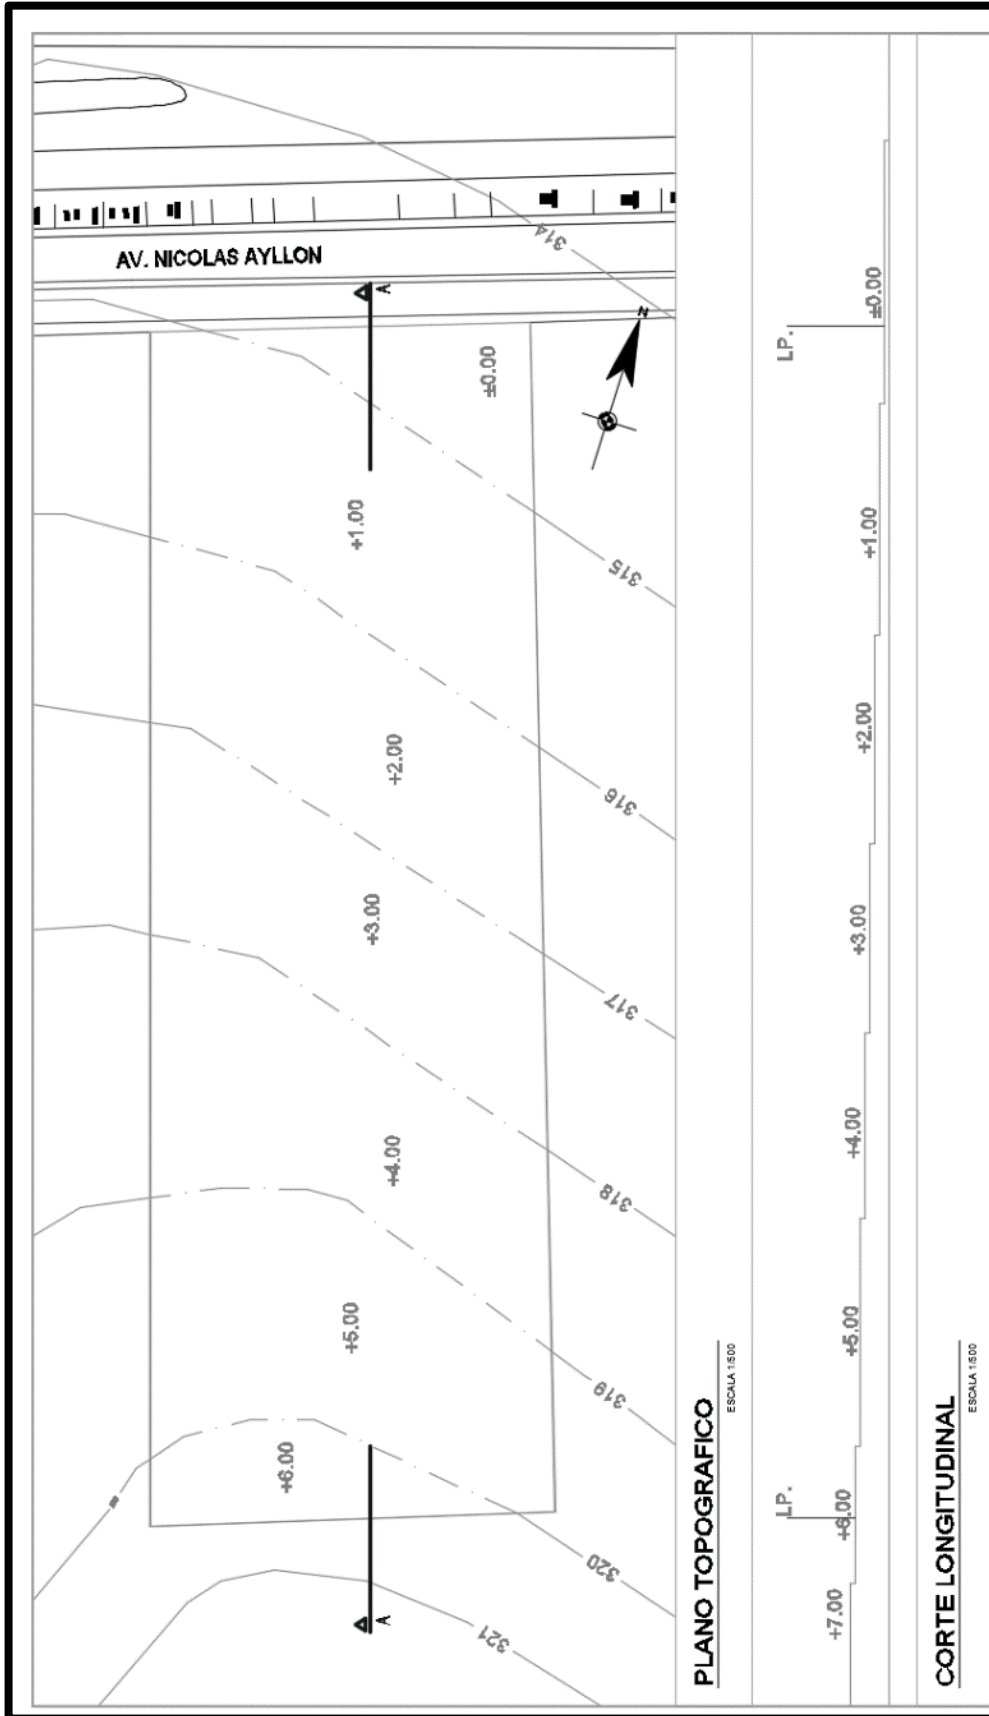 AV. NICOLAS AYLLON
314
A
N
±0.00
+1.00
315
+2.00
316
+3.00
317
+4.00
318
+5.00
319
+6.00
320
A
321
PLANO TOPOGRAFICO
ESCALA 1/500
LP.
±0.00
+1.00
+2.00
+3.00
+4.00
+5.00
LP.
+6.00
+7.00
CORTE LONGITUDINAL
ESCALA 1/500